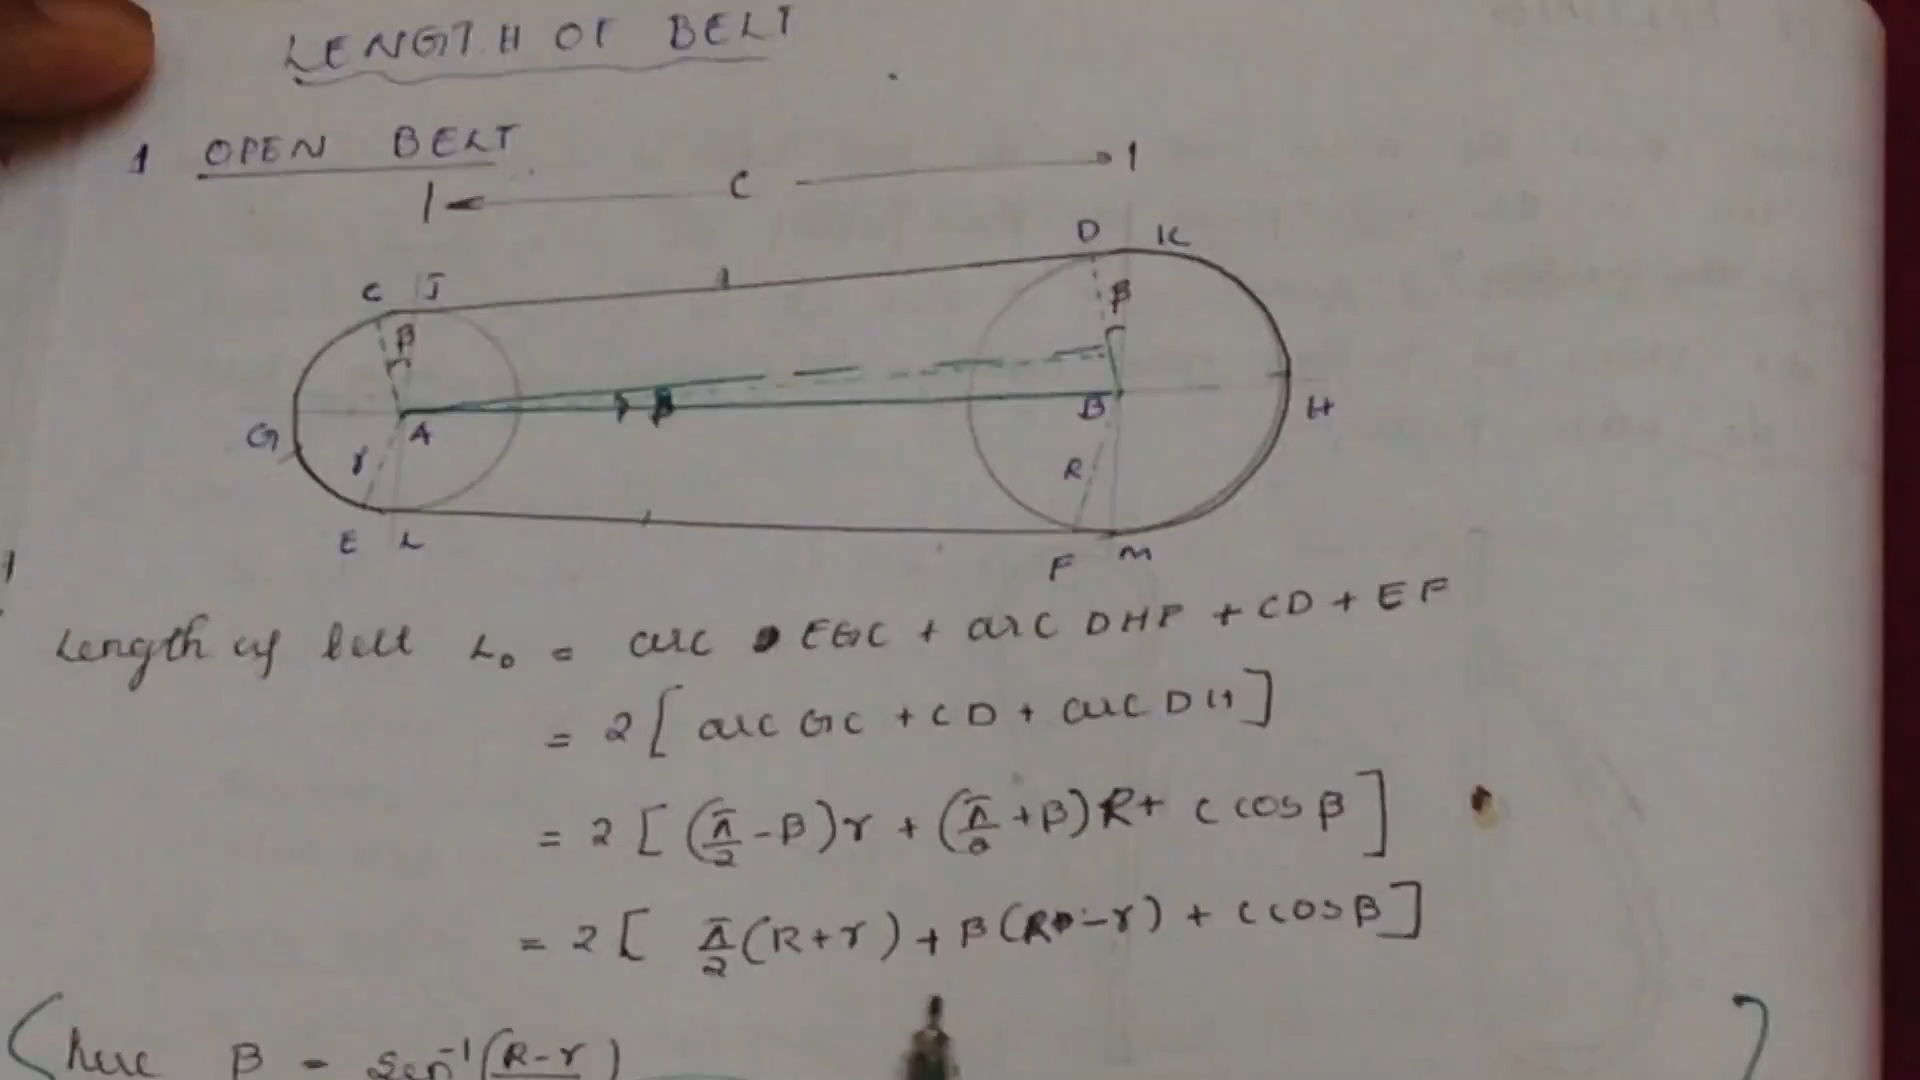 LENGTH OF BELT
1 OPEN BELT
C
D K
C J
β
β
β
G A B H
r R
E L F M
Length of belt L₀ = arc EGC + arc DHF + CD + EF
= 2 [ arc GC + CD + arc DH ]
= 2 [ (π/2 - β) r + (π/2 + β) R + C cos β ]
= 2 [ π/2 (R + r) + β (R - r) + C cos β ]
here β = Sin⁻¹ (R - r)